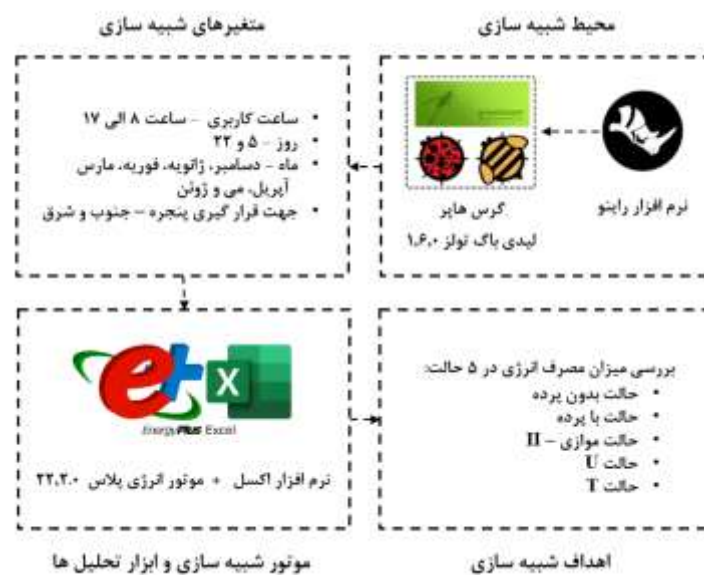 محیط شبیه سازی
نرم افزار راینو
گرس هاپر
لیدی باگ تولز ۱,۶,۰
متغیرهای شبیه سازی
• ساعت کاربری - ساعت ۸ الی ۱۷
• روز - ۵ و ۲۲
• ماه - دسامبر، ژانویه، فوریه، مارس
آپریل، می و ژوئن
• جهت قرار گیری پنجره – جنوب و شرق
EnergyPlus Excel
نرم افزار اکسل + موتور انرژی پلاس ۲۲,۲.۰
موتور شبیه سازی و ابزار تحلیل ها
بررسی میزان مصرف انرژی در ۵ حالت:
• حالت بدون پرده
• حالت با پرده
• حالت موازی – II
• حالت U
• حالت T
اهداف شبیه سازی